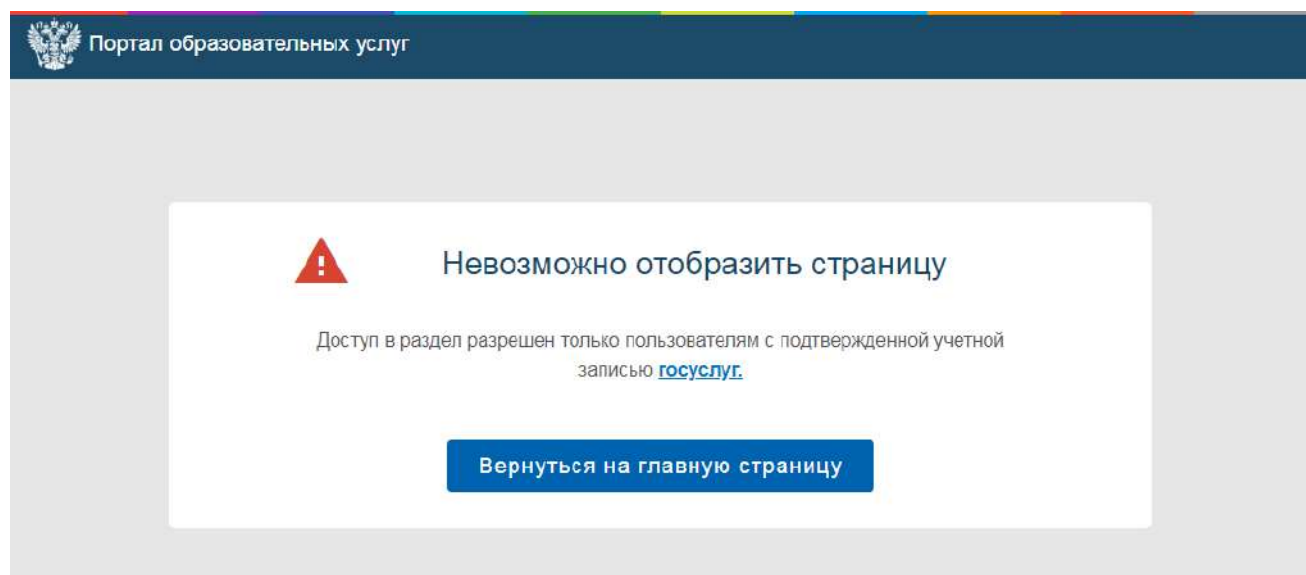 Портал образовательных услуг
Невозможно отобразить страницу
Доступ в раздел разрешен только пользователям с подтвержденной учетной
записью госуслуг.
Вернуться на главную страницу